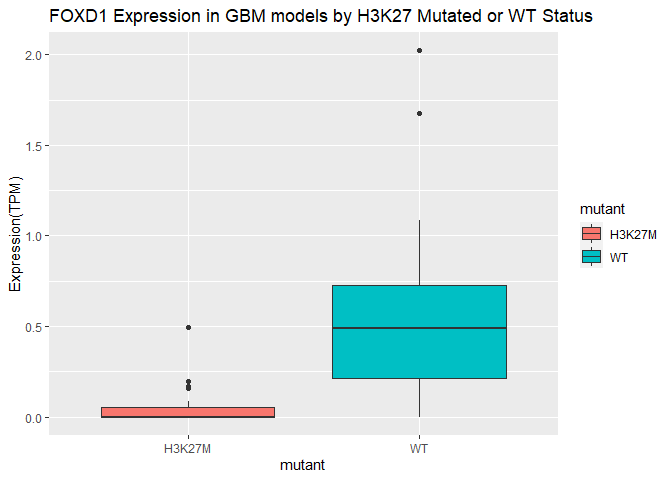 FOXD1 Expression in GBM models by H3K27 Mutated or WT Status
2.0
1.5
1.0
0.5
0.0
Expression(TPM)
H3K27M
WT
mutant
mutant
H3K27M
WT